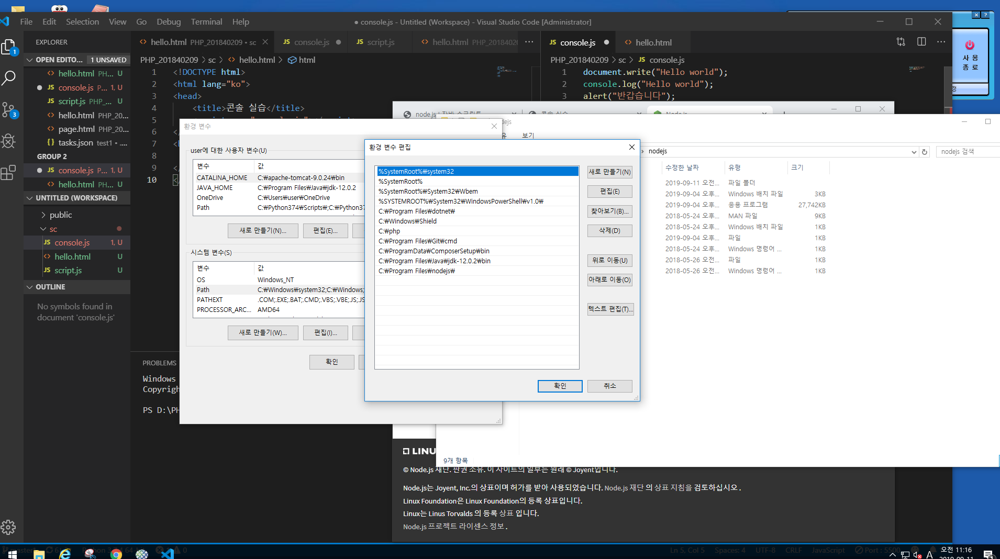 File Edit Selection View Go Debug Terminal Help
● console.js - Untitled (Workspace) - Visual Studio Code [Administrator]
EXPLORER
OPEN EDITO... 1 UNSAVED
hello.html PH-... U
console.js P... 1, U
script.js PHP_... U
hello.html PHP_20...
page.html PHP_20...
tasks.json test1 • ...
GROUP 2
console.js P... 1, U
hello.html PH-... U
UNTITLED (WORKSPACE)
public
sc
console.js 1, U
hello.html U
script.js U
OUTLINE
No symbols found in
document 'console.js'
hello.html PHP_201840209 • sc
console.js
script.js
hello.html PHP_20184020
PHP_201840209 > sc > hello.html > html
1 <!DOCTYPE html>
2 <html lang="ko">
3 <head>
4 <title>콘솔 실습</title>
5
6
7
8
9
10
console.js
hello.html
PHP_201840209 > sc > console.js
1 document.write("Hello world");
2 console.log("Hello world");
3 alert("반갑습니다");
사 용
종 료
환경 변수
user에 대한 사용자 변수(U)
변수 값
CATALINA_HOME C:₩apache-tomcat-9.0.24₩bin
JAVA_HOME C:₩Program Files₩Java₩jdk-12.0.2
OneDrive C:₩Users₩user₩OneDrive
Path C:₩Python374₩Scripts₩;C:₩Python37
새로 만들기(N)... 편집(E)...
시스템 변수(S)
변수 값
OS Windows_NT
Path C:₩Windows₩system32;C:₩Windows;
PATHEXT .COM;.EXE;.BAT;.CMD;.VBS;.VBE;.JS;.JS
PROCESSOR_ARC... AMD64
새로 만들기(W)... 편집(I)...
확인
환경 변수 편집
%SystemRoot%₩system32
%SystemRoot%
%SystemRoot%₩System32₩Wbem
%SYSTEMROOT%₩System32₩WindowsPowerShell₩v1.0₩
C:₩Program Files₩dotnet₩
C:₩Windows₩Shield
C:₩php
C:₩Program Files₩Git₩cmd
C:₩ProgramData₩ComposerSetup₩bin
C:₩Program Files₩Java₩jdk-12.0.2₩bin
C:₩Program Files₩nodejs₩
새로 만들기(N)
편집(E)
찾아보기(B)...
삭제(D)
위로 이동(U)
아래로 이동(O)
텍스트 편집(T)...
확인 취소
보기
nodejs
nodejs 검색
수정한 날짜 유형 크기
2019-09-11 오전... 파일 폴더
2019-09-04 오후... Windows 배치 파일 3KB
2019-09-04 오후... 응용 프로그램 27,742KB
2018-05-24 오후... MAN 파일 9KB
2018-05-24 오후... Windows 배치 파일 1KB
2019-09-04 오후... 파일 1KB
2018-05-24 오후... Windows 명령어 ... 1KB
2018-05-26 오전... 파일 1KB
2018-05-26 오전... Windows 명령어 ... 1KB
9개 항목
PROBLEMS
Windows
Copyrigh
PS D:\PH
LINU
© Node.js 재단. 판권 소유. 이 사이트의 일부는 원래 © Joyent입니다.
Node.js는 Joyent, Inc.의 상표이며 허가를 받아 사용되었습니다. Node.js 재단 의 상표 지침을 검토하십시오 .
Linux Foundation은 Linux Foundation의 등록 상표입니다.
Linux는 Linus Torvalds 의 등록 상표 입니다.
Node.js 프로젝트 라이센스 정보 .
Ln 5, Col 5 Spaces: 4 UTF-8 CRLF JavaScript Port : 5500
A
오전 11:16
2019-09-11